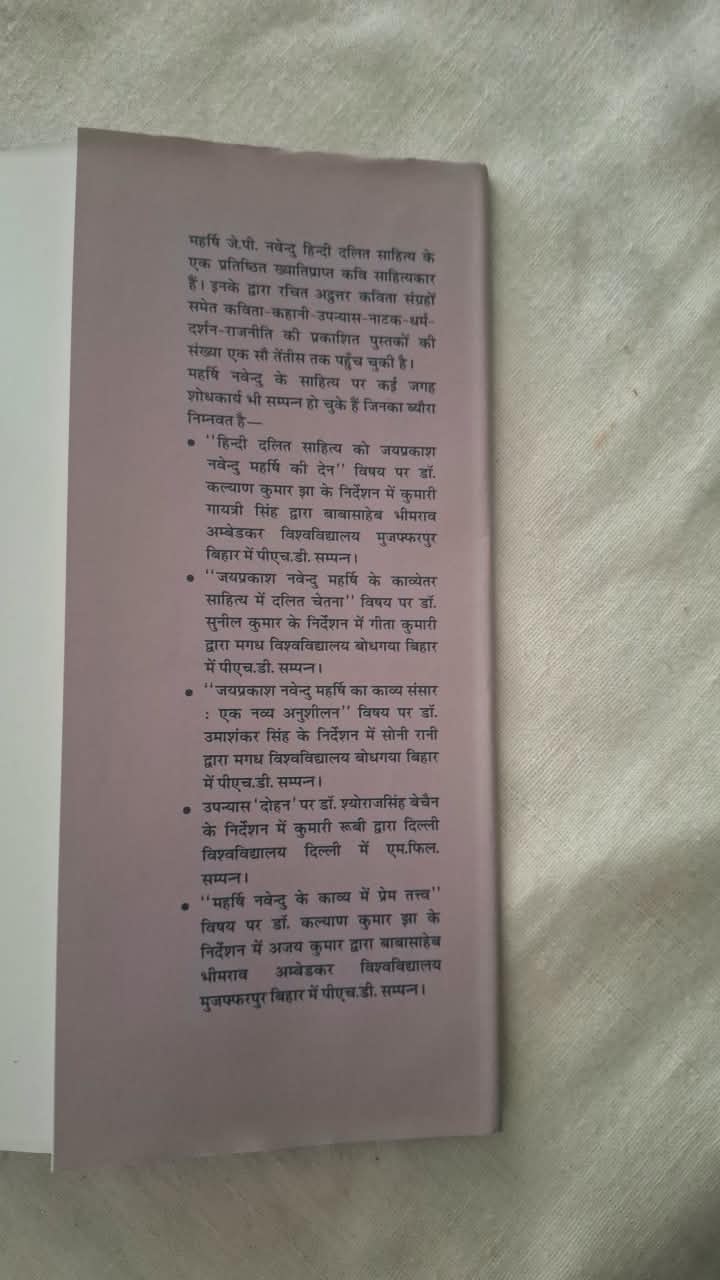 महर्षि जे.पी. नवेन्दु हिन्दी दलित साहित्य के
एक प्रतिष्ठित ख्यातिप्राप्त कवि साहित्यकार
हैं। इनके द्वारा रचित अट्ठत्तर कविता संग्रहों
समेत कविता-कहानी-उपन्यास-नाटक-धर्म-
दर्शन-राजनीति की प्रकाशित पुस्तकों की
संख्या एक सौ तेंतीस तक पहुँच चुकी है।
महर्षि नवेन्दु के साहित्य पर कई जगह
शोधकार्य भी सम्पन्न हो चुके हैं जिनका ब्यौरा
निम्नवत है—
• ''हिन्दी दलित साहित्य को जयप्रकाश
नवेन्दु महर्षि की देन'' विषय पर डॉ.
कल्याण कुमार झा के निर्देशन में कुमारी
गायत्री सिंह द्वारा बाबासाहेब भीमराव
अम्बेडकर विश्वविद्यालय मुजफ्फरपुर
बिहार में पीएच.डी. सम्पन्न।
• ''जयप्रकाश नवेन्दु महर्षि के काव्येतर
साहित्य में दलित चेतना'' विषय पर डॉ.
सुनील कुमार के निर्देशन में गीता कुमारी
द्वारा मगध विश्वविद्यालय बोधगया बिहार
में पीएच.डी. सम्पन्न।
• ''जयप्रकाश नवेन्दु महर्षि का काव्य संसार
: एक नव्य अनुशीलन'' विषय पर डॉ.
उमाशंकर सिंह के निर्देशन में सोनी रानी
द्वारा मगध विश्वविद्यालय बोधगया बिहार
में पीएच.डी. सम्पन्न।
• उपन्यास 'दोहन' पर डॉ. श्योराजसिंह बेचैन
के निर्देशन में कुमारी रूबी द्वारा दिल्ली
विश्वविद्यालय दिल्ली में एम.फिल.
सम्पन्न।
• ''महर्षि नवेन्दु के काव्य में प्रेम तत्त्व''
विषय पर डॉ. कल्याण कुमार झा के
निर्देशन में अजय कुमार द्वारा बाबासाहेब
भीमराव अम्बेडकर विश्वविद्यालय
मुजफ्फरपुर बिहार में पीएच.डी. सम्पन्न।